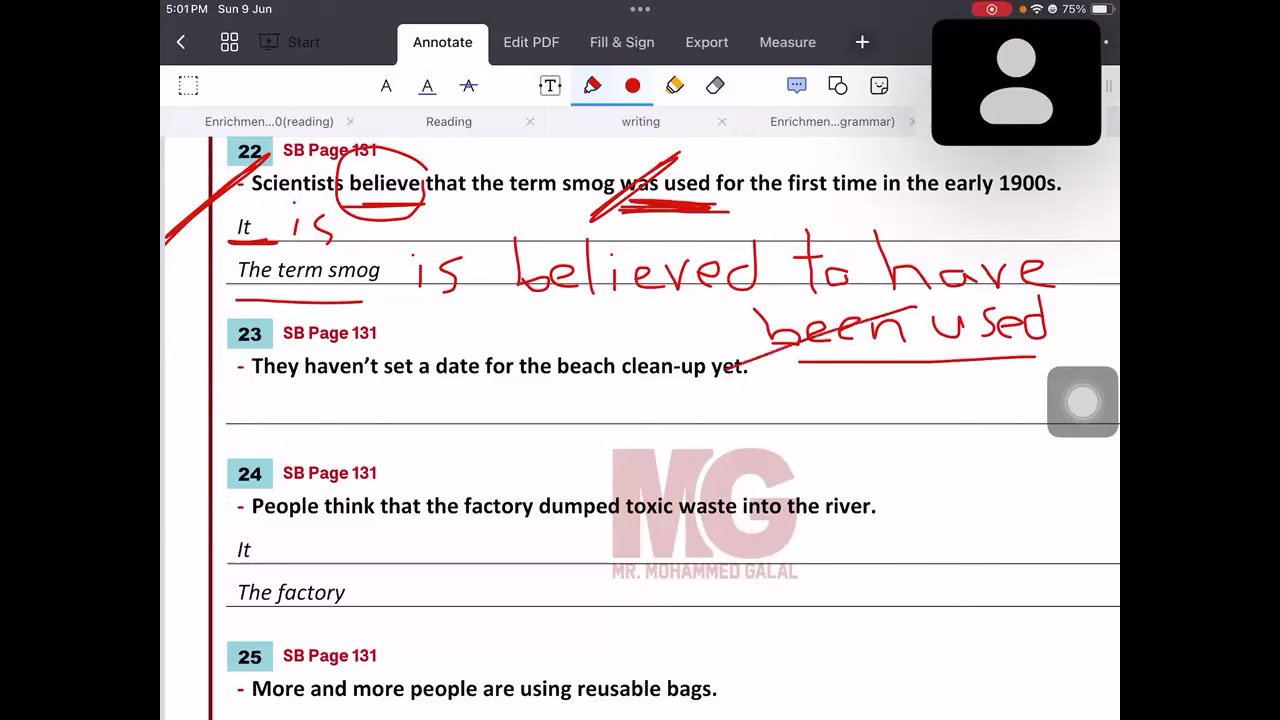 5:01PM Sun 9 Jun 75%
Start Annotate Edit PDF Fill & Sign Export Measure
A A A T
Enrichmen...0(reading) Reading writing Enrichmen...grammar)
22 SB Page 131
- Scientists believe that the term smog was used for the first time in the early 1900s.
It is
The term smog is believed to have
been used
23 SB Page 131
- They haven't set a date for the beach clean-up yet.
24 SB Page 131
- People think that the factory dumped toxic waste into the river.
It
MG
MR. MOHAMMED GALAL
The factory
25 SB Page 131
- More and more people are using reusable bags.